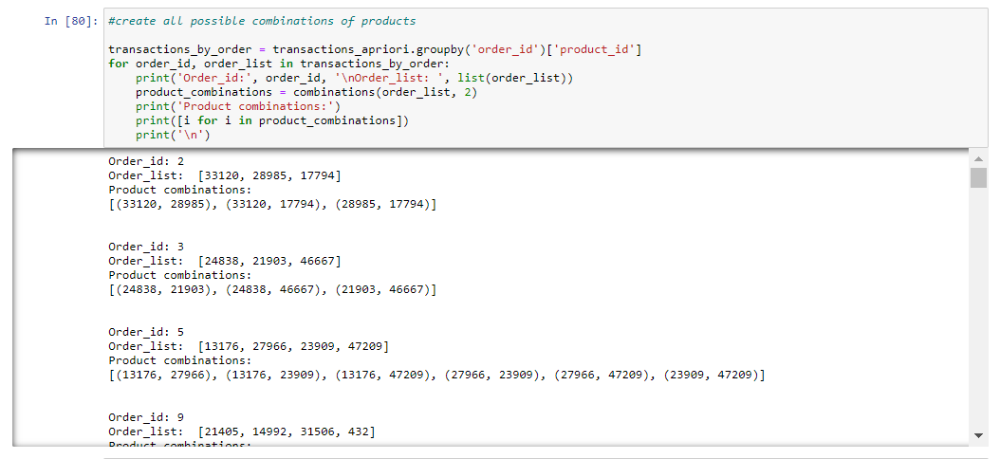 In [80]: #create all possible combinations of products
transactions_by_order = transactions_apriori.groupby('order_id')['product_id']
for order_id, order_list in transactions_by_order:
    print('Order_id:', order_id, '\nOrder_list: ', list(order_list))
    product_combinations = combinations(order_list, 2)
    print('Product combinations:')
    print([i for i in product_combinations])
    print('\n')
Order_id: 2
Order_list:  [33120, 28985, 17794]
Product combinations:
[(33120, 28985), (33120, 17794), (28985, 17794)]
Order_id: 3
Order_list:  [24838, 21903, 46667]
Product combinations:
[(24838, 21903), (24838, 46667), (21903, 46667)]
Order_id: 5
Order_list:  [13176, 27966, 23909, 47209]
Product combinations:
[(13176, 27966), (13176, 23909), (13176, 47209), (27966, 23909), (27966, 47209), (23909, 47209)]
Order_id: 9
Order_list:  [21405, 14992, 31506, 432]
Product combinations: